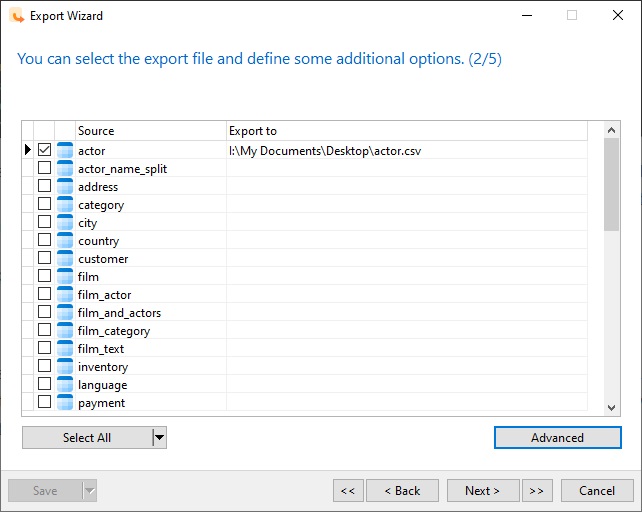 Export Wizard
You can select the export file and define some additional options. (2/5)
Source Export to
actor I:\My Documents\Desktop\actor.csv
actor_name_split
address
category
city
country
customer
film
film_actor
film_and_actors
film_category
film_text
inventory
language
payment
Select All Advanced
Save << < Back Next > >> Cancel